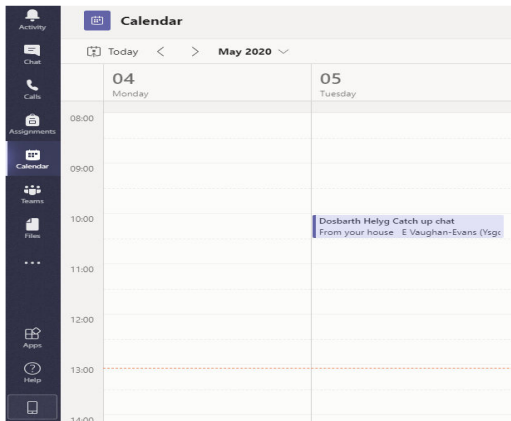 Activity
Chat
Calls
Assignments
Calendar
Teams
Files
Apps
Help
Calendar
Today
May 2020
04
Monday
05
Tuesday
08:00
09:00
10:00
Dosbarth Helyg Catch up chat
From your house E Vaughan-Evans (Ysgc
11:00
12:00
13:00
14:00